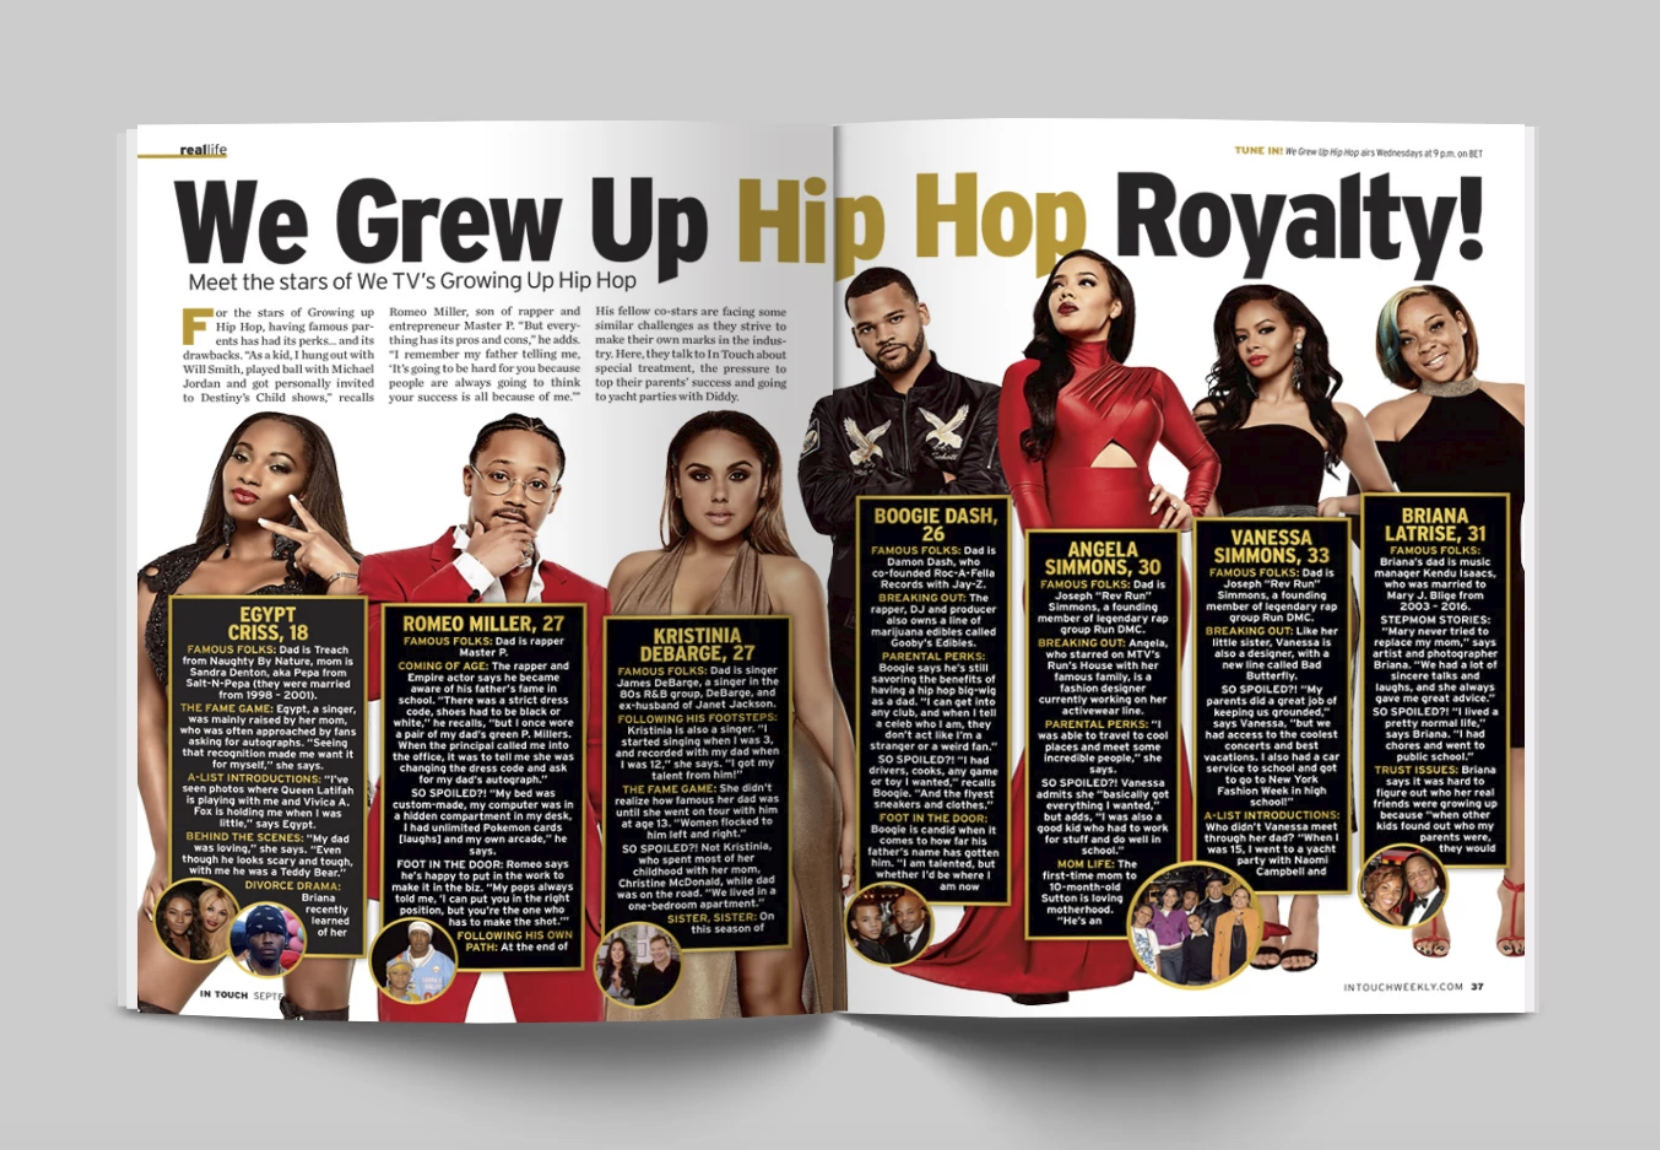 reallife
TUNE IN! We Grew Up Hip Hop airs Wednesdays at 9 p.m. on BET
We Grew Up Hip Hop Royalty!
Meet the stars of We TV's Growing Up Hip Hop
For the stars of Growing up
Hip Hop, having famous par-
ents has had its perks... and its
drawbacks. "As a kid, I hung out with
Will Smith, played ball with Michael
Jordan and got personally invited
to Destiny's Child shows," recalls
Romeo Miller, son of rapper and
entrepreneur Master P. "But every-
thing has its pros and cons," he adds.
"I remember my father telling me,
'It's going to be hard for you because
people are always going to think
your success is all because of me.'"
His fellow co-stars are facing some
similar challenges as they strive to
make their own marks in the indus-
try. Here, they talk to In Touch about
special treatment, the pressure to
top their parents' success and going
to yacht parties with Diddy.
EGYPT
CRISS, 18
FAMOUS FOLKS: Dad is Treach
from Naughty By Nature, mom is
Sandra Denton, aka Pepa from
Salt-N-Pepa (they were married
from 1998 - 2001).
THE FAME GAME: Egypt, a singer,
was mainly raised by her mom,
who was often approached by fans
asking for autographs. "Seeing
that recognition made me want it
for myself," she says.
A-LIST INTRODUCTIONS: "I've
seen photos where Queen Latifah
is playing with me and Vivica A.
Fox is holding me when I was
little," says Egypt.
BEHIND THE SCENES: "My dad
was loving," she says. "Even
though he looks scary and tough,
with me he was a Teddy Bear."
DIVORCE DRAMA:
Briana
recently
learned
of her
ROMEO MILLER, 27
FAMOUS FOLKS: Dad is rapper
Master P.
COMING OF AGE: The rapper and
Empire actor says he became
aware of his father's fame in
school. "There was a strict dress
code, shoes had to be black or
white," he recalls, "but I once wore
a pair of my dad's green P. Millers.
When the principal called me into
the office, it was to tell me she was
changing the dress code and ask
for my dad's autograph."
SO SPOILED?! "My bed was
custom-made, my computer was in
a hidden compartment in my desk,
I had unlimited Pokemon cards
[laughs] and my own arcade," he
says.
FOOT IN THE DOOR: Romeo says
he's happy to put in the work to
make it in the biz. "My pops always
told me, 'I can put you in the right
position, but you're the one who
has to make the shot.'"
FOLLOWING HIS OWN
PATH: At the end of
KRISTINIA
DEBARGE, 27
FAMOUS FOLKS: Dad is singer
James DeBarge, a singer in the
80s R&B group, DeBarge, and
ex-husband of Janet Jackson.
FOLLOWING HIS FOOTSTEPS:
Kristinia is also a singer. "I
started singing when I was 3,
and recorded with my dad when
I was 12," she says. "I got my
talent from him!"
THE FAME GAME: She didn't
realize how famous her dad was
until she went on tour with him
at age 13. "Women flocked to
him left and right."
SO SPOILED?! Not Kristinia,
who spent most of her
childhood with her mom,
Christine McDonald, while dad
was on the road. "We lived in a
one-bedroom apartment."
SISTER, SISTER: On
this season of
BOOGIE DASH,
26
FAMOUS FOLKS: Dad is
Damon Dash, who
co-founded Roc-A-Fella
Records with Jay-Z.
BREAKING OUT: The
rapper, DJ and producer
also owns a line of
marijuana edibles called
Gooby's Edibles.
PARENTAL PERKS:
Boogie says he's still
savoring the benefits of
having a hip hop big-wig
as a dad. "I can get into
any club, and when I tell
a celeb who I am, they
don't act like I'm a
stranger or a weird fan."
SO SPOILED?! "I had
drivers, cooks, any game
or toy I wanted," recalls
Boogie. "And the flyest
sneakers and clothes."
FOOT IN THE DOOR:
Boogie is candid when it
comes to how far his
father's name has gotten
him. "I am talented, but
whether I'd be where I
am now
ANGELA
SIMMONS, 30
FAMOUS FOLKS: Dad is
Joseph "Rev Run"
Simmons, a founding
member of legendary rap
group Run DMC.
BREAKING OUT: Angela,
who starred on MTV's
Run's House with her
famous family, is a
fashion designer
currently working on her
activewear line.
PARENTAL PERKS: "I
was able to travel to cool
places and meet some
incredible people," she
says.
SO SPOILED?! Vanessa
admits she "basically got
everything I wanted,"
but adds, "I was also a
good kid who had to work
for stuff and do well in
school."
MOM LIFE: The
first-time mom to
10-month-old
Sutton is loving
motherhood.
"He's an
VANESSA
SIMMONS, 33
FAMOUS FOLKS: Dad is
Joseph "Rev Run"
Simmons, a founding
member of legendary rap
group Run DMC.
BREAKING OUT: Like her
little sister, Vanessa is
also a designer, with a
new line called Bad
Butterfly.
SO SPOILED?! "My
parents did a great job of
keeping us grounded,"
says Vanessa, "but we
had access to the coolest
concerts and best
vacations. I also had a car
service to school and got
to go to New York
Fashion Week in high
school!"
A-LIST INTRODUCTIONS:
Who didn't Vanessa meet
through her dad? "When I
was 15, I went to a yacht
party with Naomi
Campbell and
BRIANA
LATRISE, 31
FAMOUS FOLKS:
Briana's dad is music
manager Kendu Isaacs,
who was married to
Mary J. Blige from
2003 - 2016.
STEPMOM STORIES:
"Mary never tried to
replace my mom," says
artist and photographer
Briana. "We had a lot of
sincere talks and
laughs, and she always
gave me great advice."
SO SPOILED?! "I lived a
pretty normal life,"
says Briana. "I had
chores and went to
public school."
TRUST ISSUES: Briana
says it was hard to
figure out who her real
friends were growing up
because "when other
kids found out who my
parents were,
they would
IN TOUCH SEPTE
INTOUCHWEEKLY.COM 37